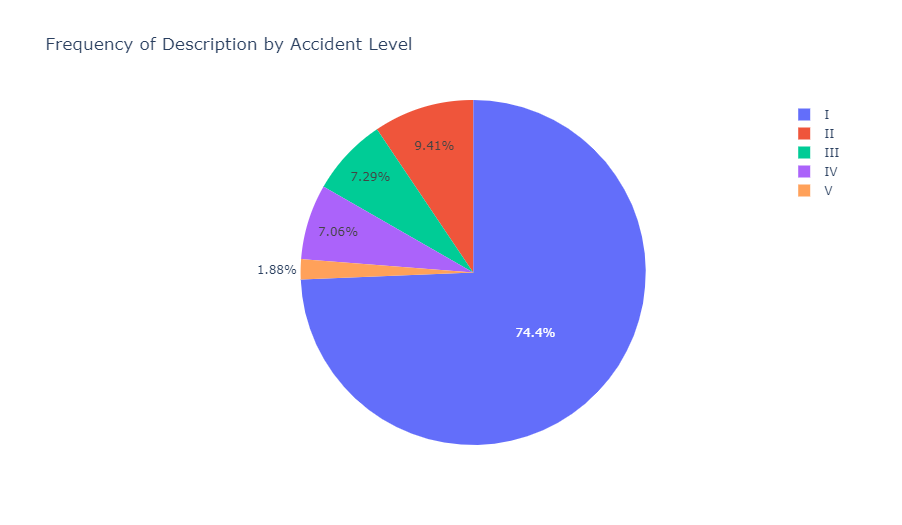 Frequency of Description by Accident Level
I
II
III
IV
V
9.41%
7.29%
7.06%
1.88%
74.4%